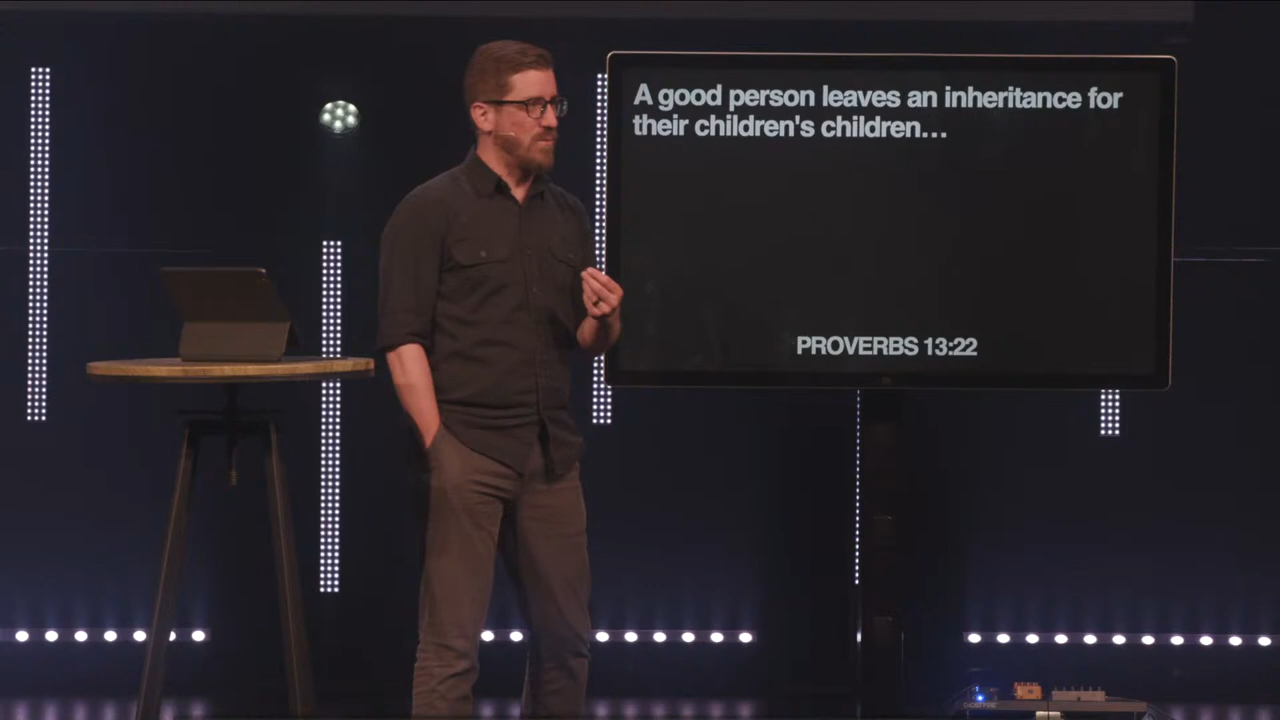 A good person leaves an inheritance for
their children's children…
PROVERBS 13:22